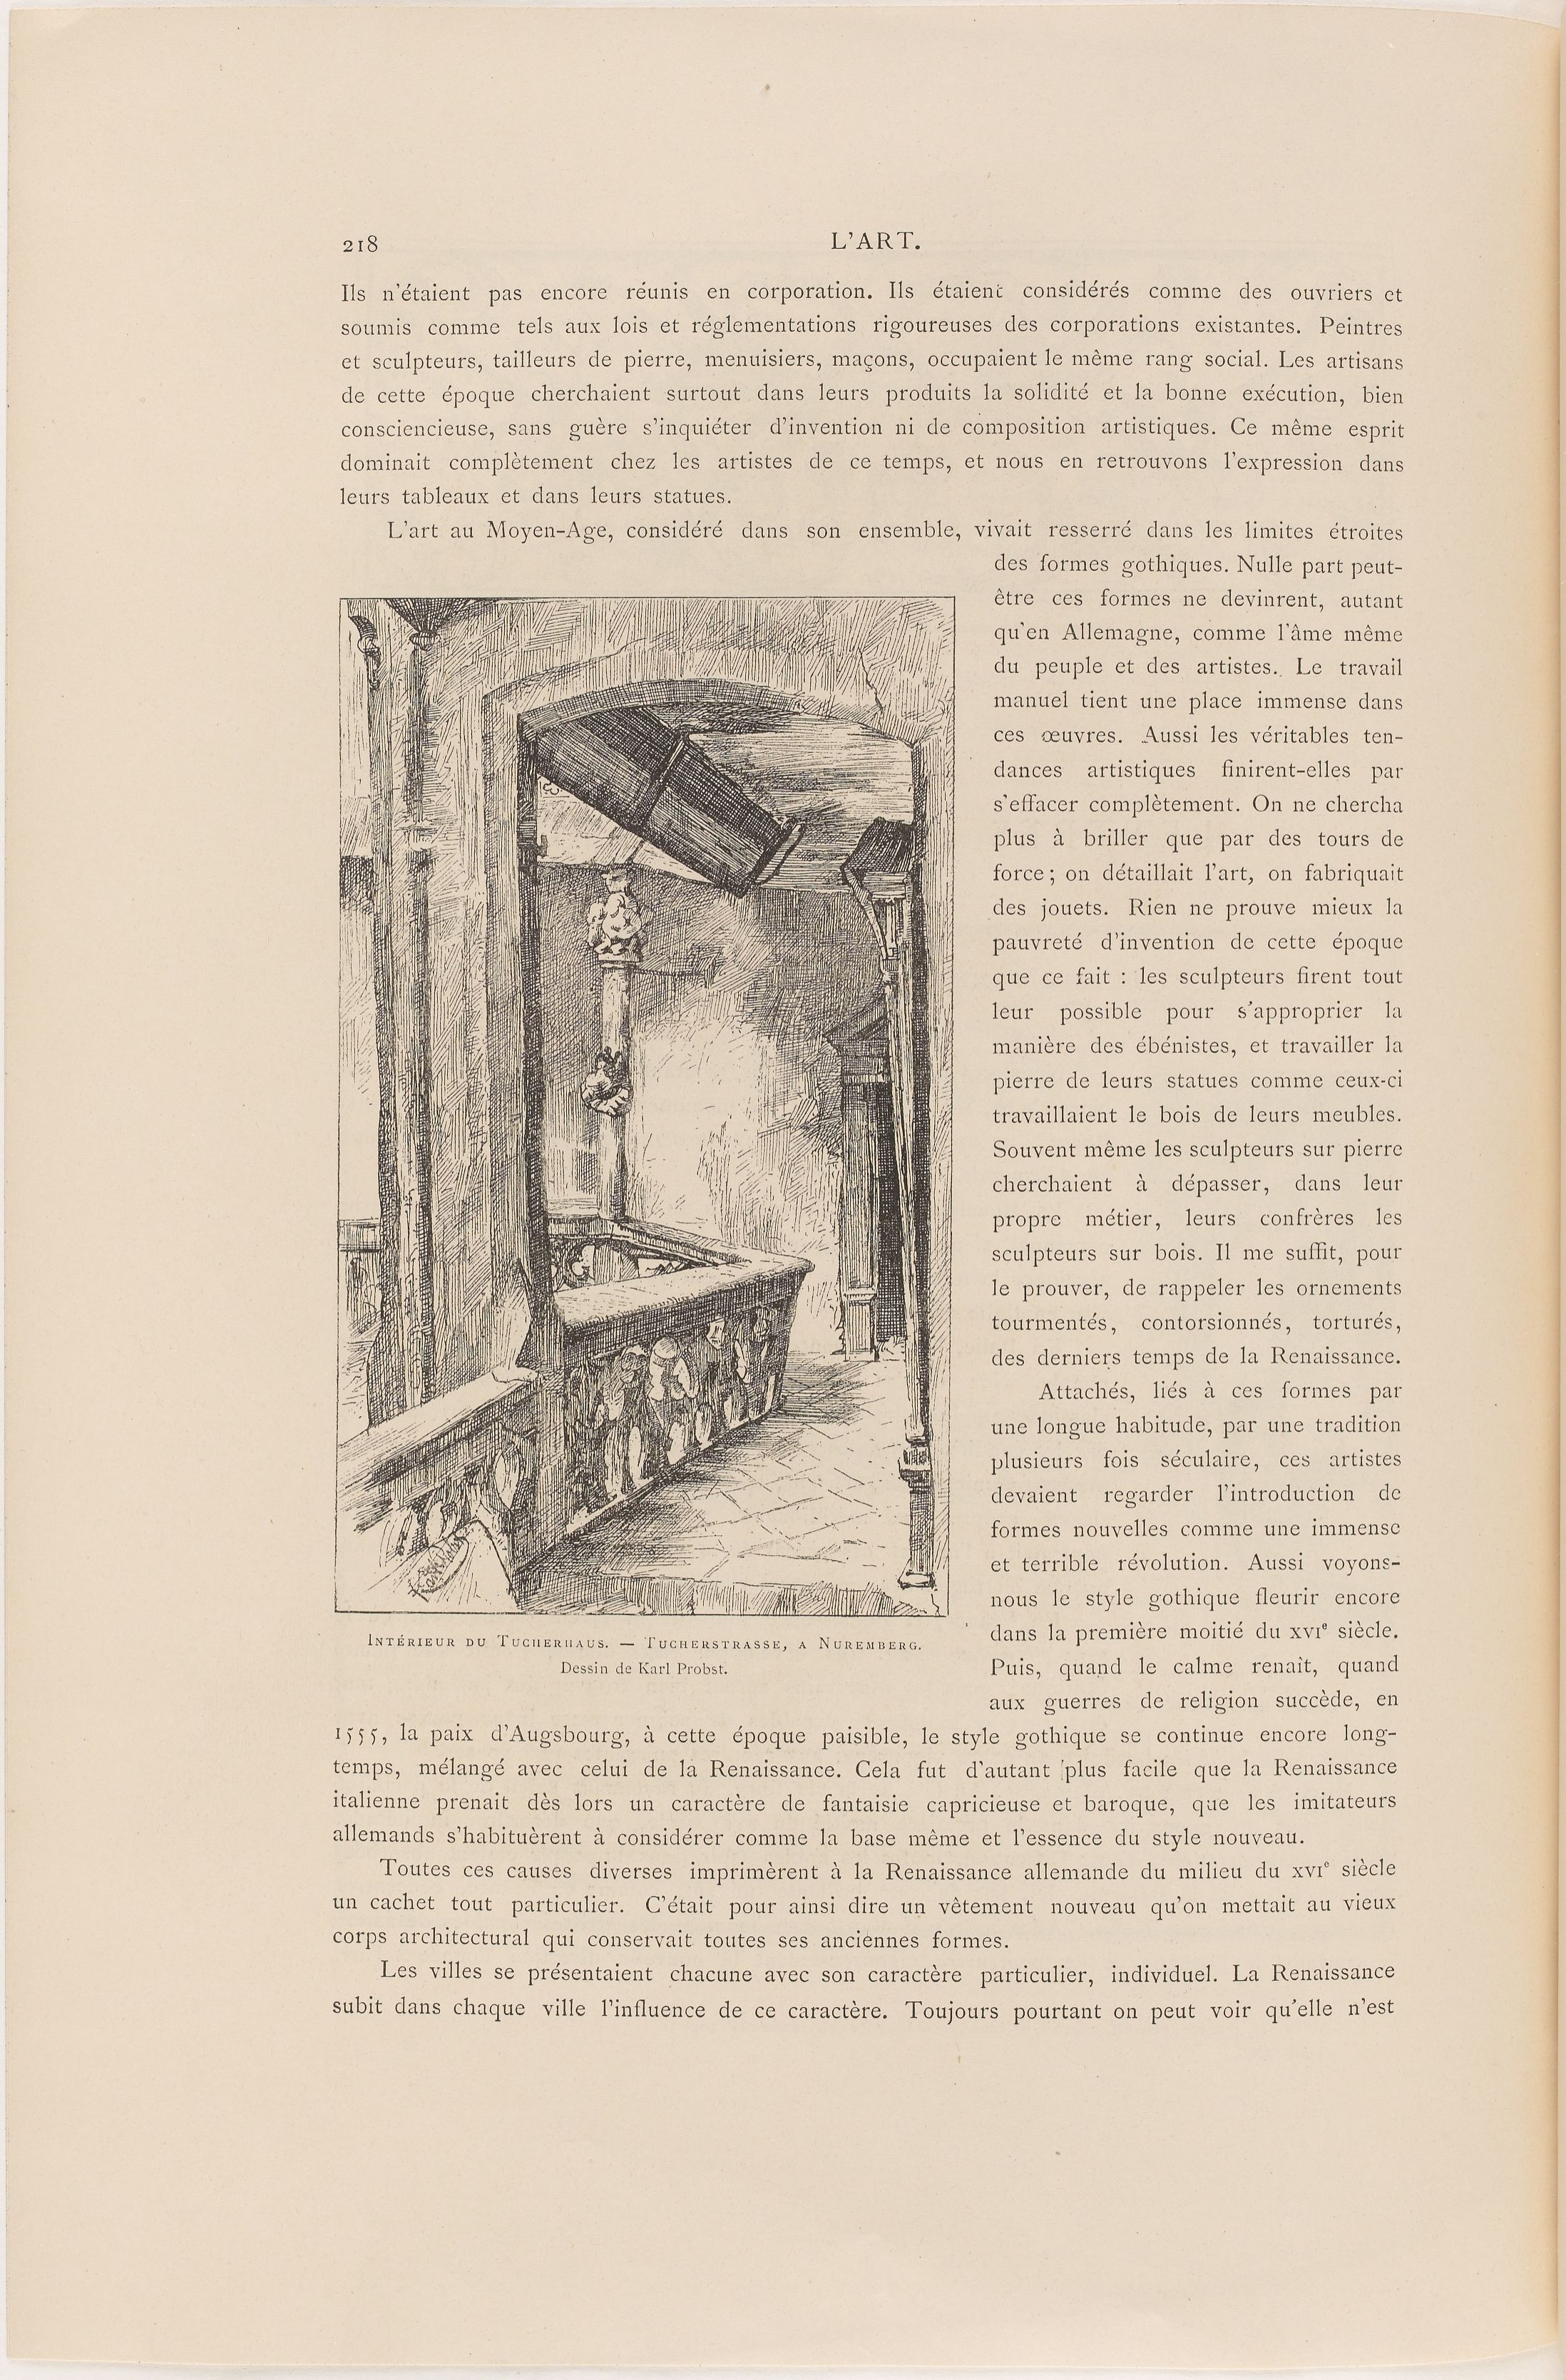 218
L'ART.
Ils n'étaient pas encore réunis en corporation. Ils étaient considérés comme des ouvriers et
soumis comme tels aux lois et réglementations rigoureuses des corporations existantes. Peintres
et sculpteurs, tailleurs de pierre, menuisiers, maçons, occupaient le même rang social. Les artisans
de cette époque cherchaient surtout dans leurs produits la solidité et la bonne exécution, bien
consciencieuse, sans guère s'inquiéter d'invention ni de composition artistiques. Ce même esprit
dominait complètement chez les artistes de ce temps, et nous en retrouvons l'expression dans
leurs tableaux et dans leurs statues.
L'art au Moyen-Age, considéré dans son ensemble, vivait resserré dans les limites étroites
des formes gothiques. Nulle part peut-
être ces formes ne devinrent, autant
qu'en Allemagne, comme l'âme même
du peuple et des artistes. Le travail
manuel tient une place immense dans
ces œuvres. Aussi les véritables ten-
dances artistiques finirent-elles par
s'effacer complètement. On ne chercha
plus à briller que par des tours de
force ; on détaillait l'art, on fabriquait
des jouets. Rien ne prouve mieux la
pauvreté d'invention de cette époque
que ce fait : les sculpteurs firent tout
leur possible pour s'approprier la
manière des ébénistes, et travailler la
pierre de leurs statues comme ceux-ci
travaillaient le bois de leurs meubles.
Souvent même les sculpteurs sur pierre
cherchaient à dépasser, dans leur
propre métier, leurs confrères les
sculpteurs sur bois. Il me suffit, pour
le prouver, de rappeler les ornements
tourmentés, contorsionnés, torturés,
des derniers temps de la Renaissance.
Attachés, liés à ces formes par
une longue habitude, par une tradition
plusieurs fois séculaire, ces artistes
devaient regarder l'introduction de
formes nouvelles comme une immense
et terrible révolution. Aussi voyons-
nous le style gothique fleurir encore
dans la première moitié du XVIe siècle.
Puis, quand le calme renaît, quand
aux guerres de religion succède, en
INTÉRIEUR DU TUCHERHAUS. — TUCHERSTRASSE, A NUREMBERG.
Dessin de Karl Probst.
1555, la paix d'Augsbourg, à cette époque paisible, le style gothique se continue encore long-
temps, mélangé avec celui de la Renaissance. Cela fut d'autant plus facile que la Renaissance
italienne prenait dès lors un caractère de fantaisie capricieuse et baroque, que les imitateurs
allemands s'habituèrent à considérer comme la base même et l'essence du style nouveau.
Toutes ces causes diverses imprimèrent à la Renaissance allemande du milieu du XVIe siècle
un cachet tout particulier. C'était pour ainsi dire un vêtement nouveau qu'on mettait au vieux
corps architectural qui conservait toutes ses anciennes formes.
Les villes se présentaient chacune avec son caractère particulier, individuel. La Renaissance
subit dans chaque ville l'influence de ce caractère. Toujours pourtant on peut voir qu'elle n'est